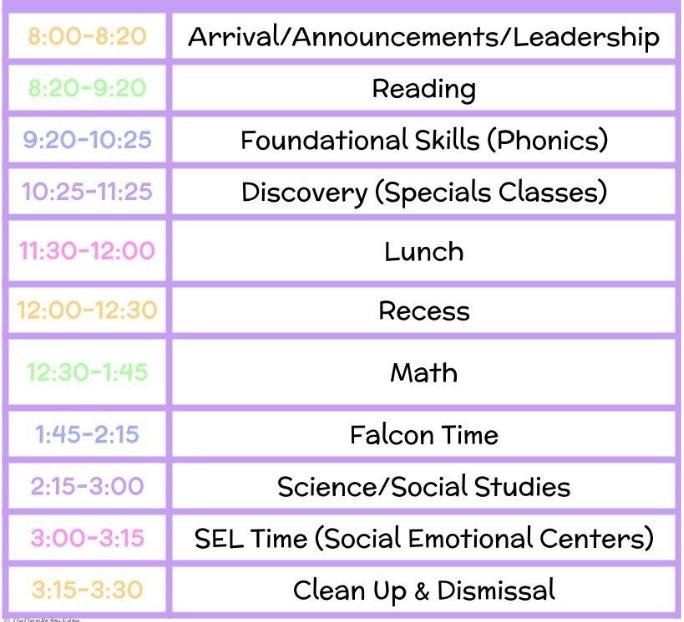 8:00-8:20 Arrival/Announcements/Leadership
8:20-9:20 Reading
9:20-10:25 Foundational Skills (Phonics)
10:25-11:25 Discovery (Specials Classes)
11:30-12:00 Lunch
12:00-12:30 Recess
12:30-1:45 Math
1:45-2:15 Falcon Time
2:15-3:00 Science/Social Studies
3:00-3:15 SEL Time (Social Emotional Centers)
3:15-3:30 Clean Up & Dismissal